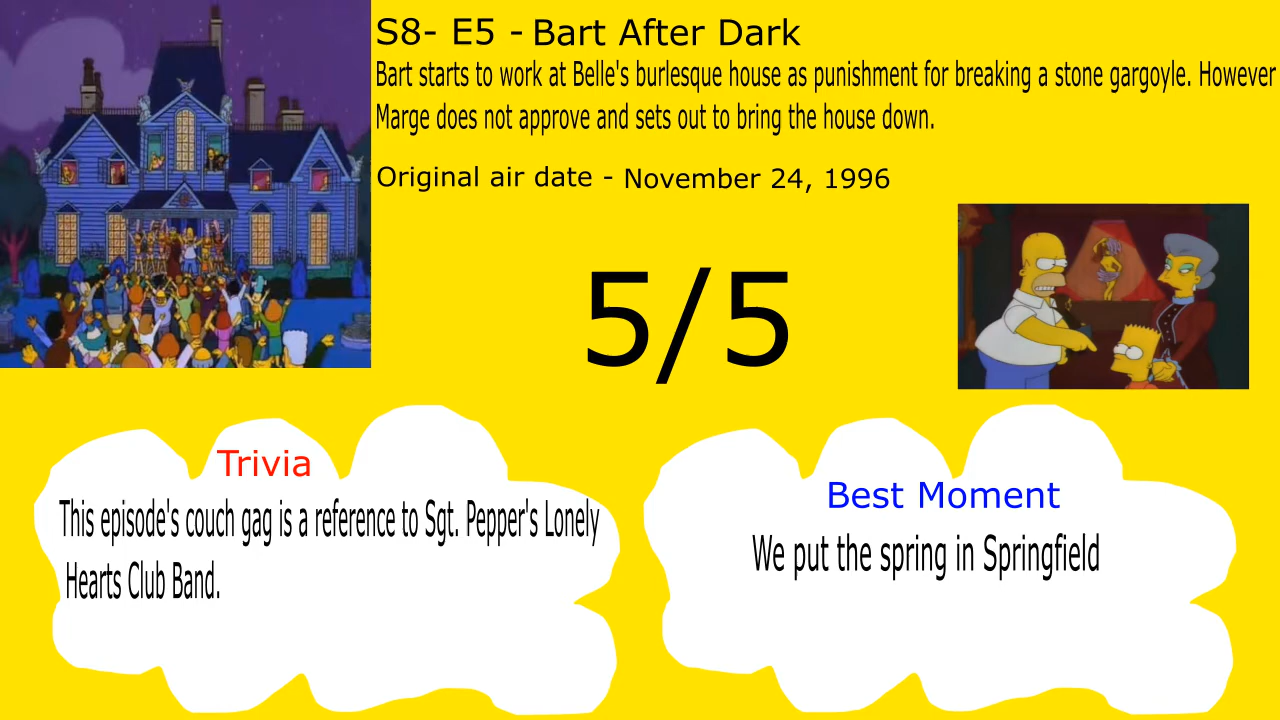 S8- E5 - Bart After Dark
Bart starts to work at Belle's burlesque house as punishment for breaking a stone gargoyle. However
Marge does not approve and sets out to bring the house down.
Original air date - November 24, 1996
5/5
Trivia
This episode's couch gag is a reference to Sgt. Pepper's Lonely
Hearts Club Band.
Best Moment
We put the spring in Springfield